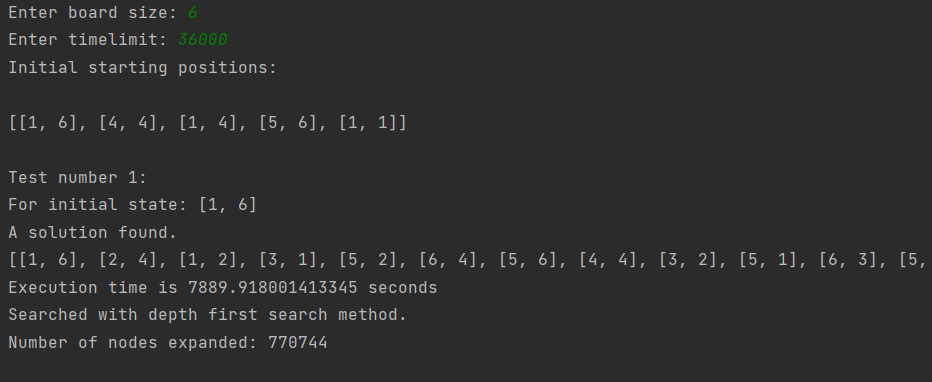 Enter board size: 6
Enter timelimit: 36000
Initial starting positions:
[[1, 6], [4, 4], [1, 4], [5, 6], [1, 1]]
Test number 1:
For initial state: [1, 6]
A solution found.
[[1, 6], [2, 4], [1, 2], [3, 1], [5, 2], [6, 4], [5, 6], [4, 4], [3, 2], [5, 1], [6, 3], [5,
Execution time is 7889.918001413345 seconds
Searched with depth first search method.
Number of nodes expanded: 770744